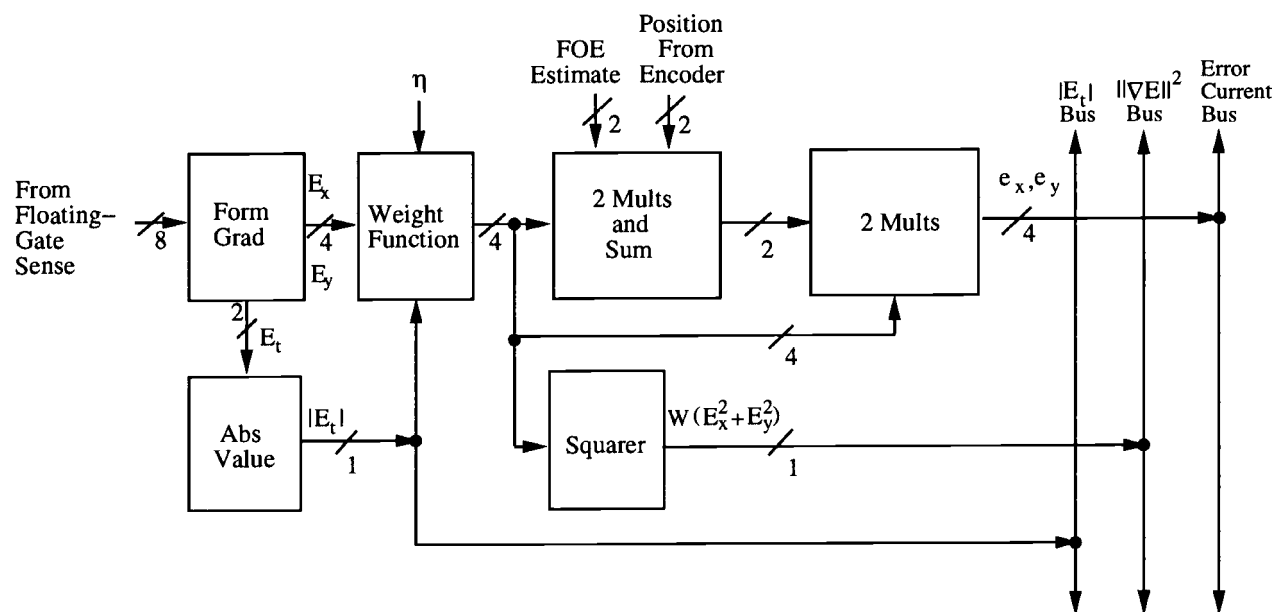 FOE
Estimate
Position
From
Encoder
η
2
2
|E_t|
Bus
||∇E||^2
Bus
Error
Current
Bus
From
Floating–
Gate
Sense
8
Form
Grad
E_x
4
E_y
Weight
Function
4
2 Mults
and
Sum
2
2 Mults
e_x,e_y
4
2
E_t
4
Abs
Value
|E_t|
1
Squarer
W(E_x^2+E_y^2)
1